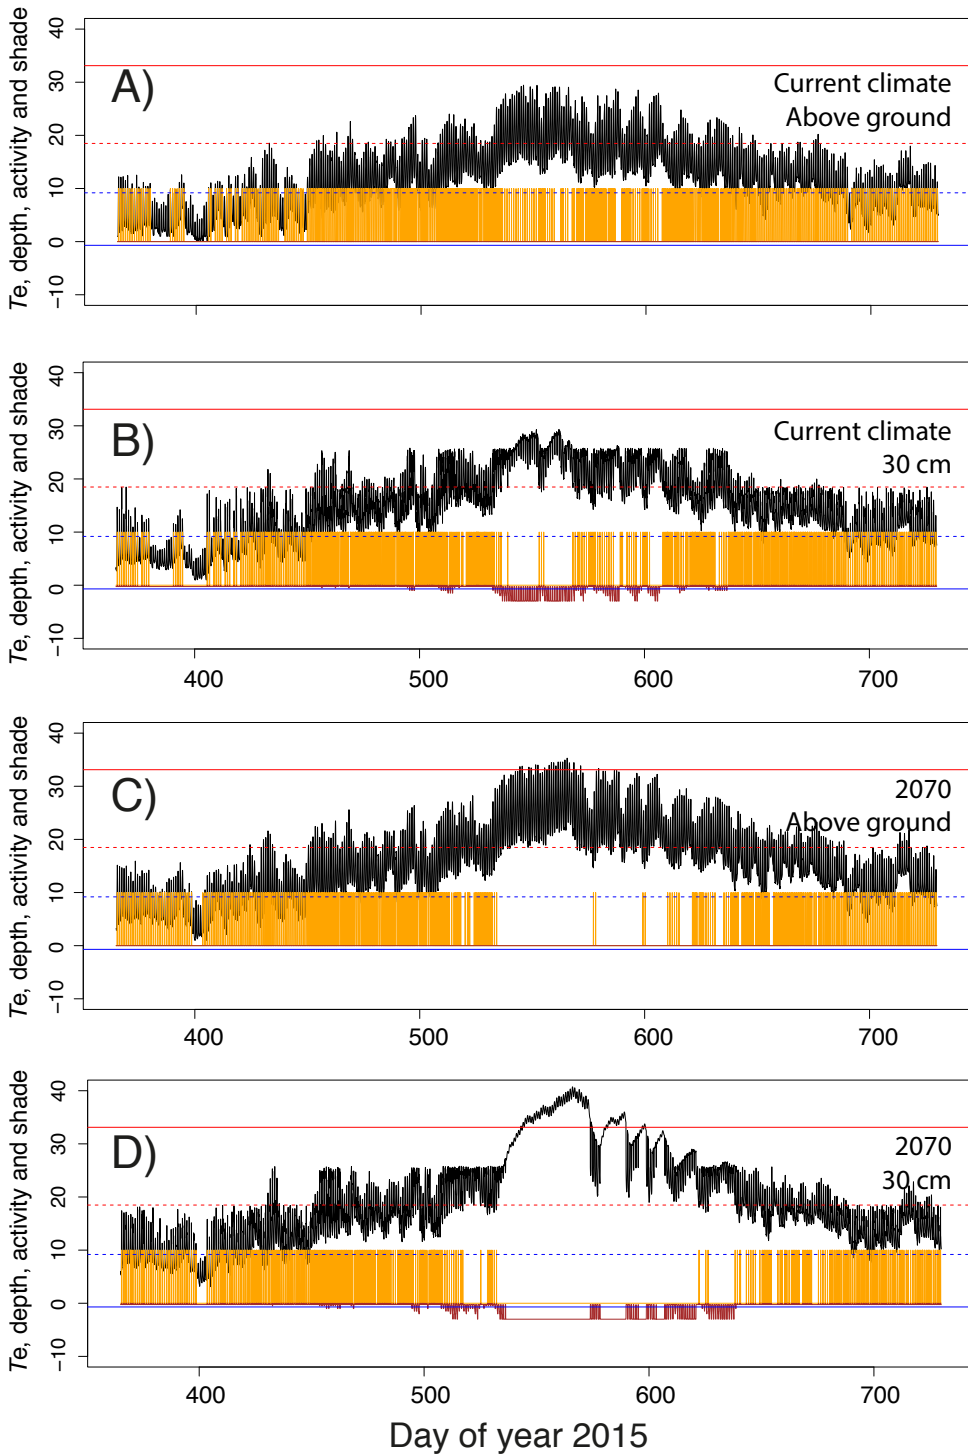 Te, depth, activity and shade
40
30
20
10
0
−10
A)
Current climate
Above ground
Te, depth, activity and shade
40
30
20
10
0
−10
B)
Current climate
30 cm
400
500
600
700
Te, depth, activity and shade
40
30
20
10
0
−10
C)
2070
Above ground
400
500
600
700
Te, depth, activity and shade
40
30
20
10
0
−10
D)
2070
30 cm
400
500
600
700
Day of year 2015